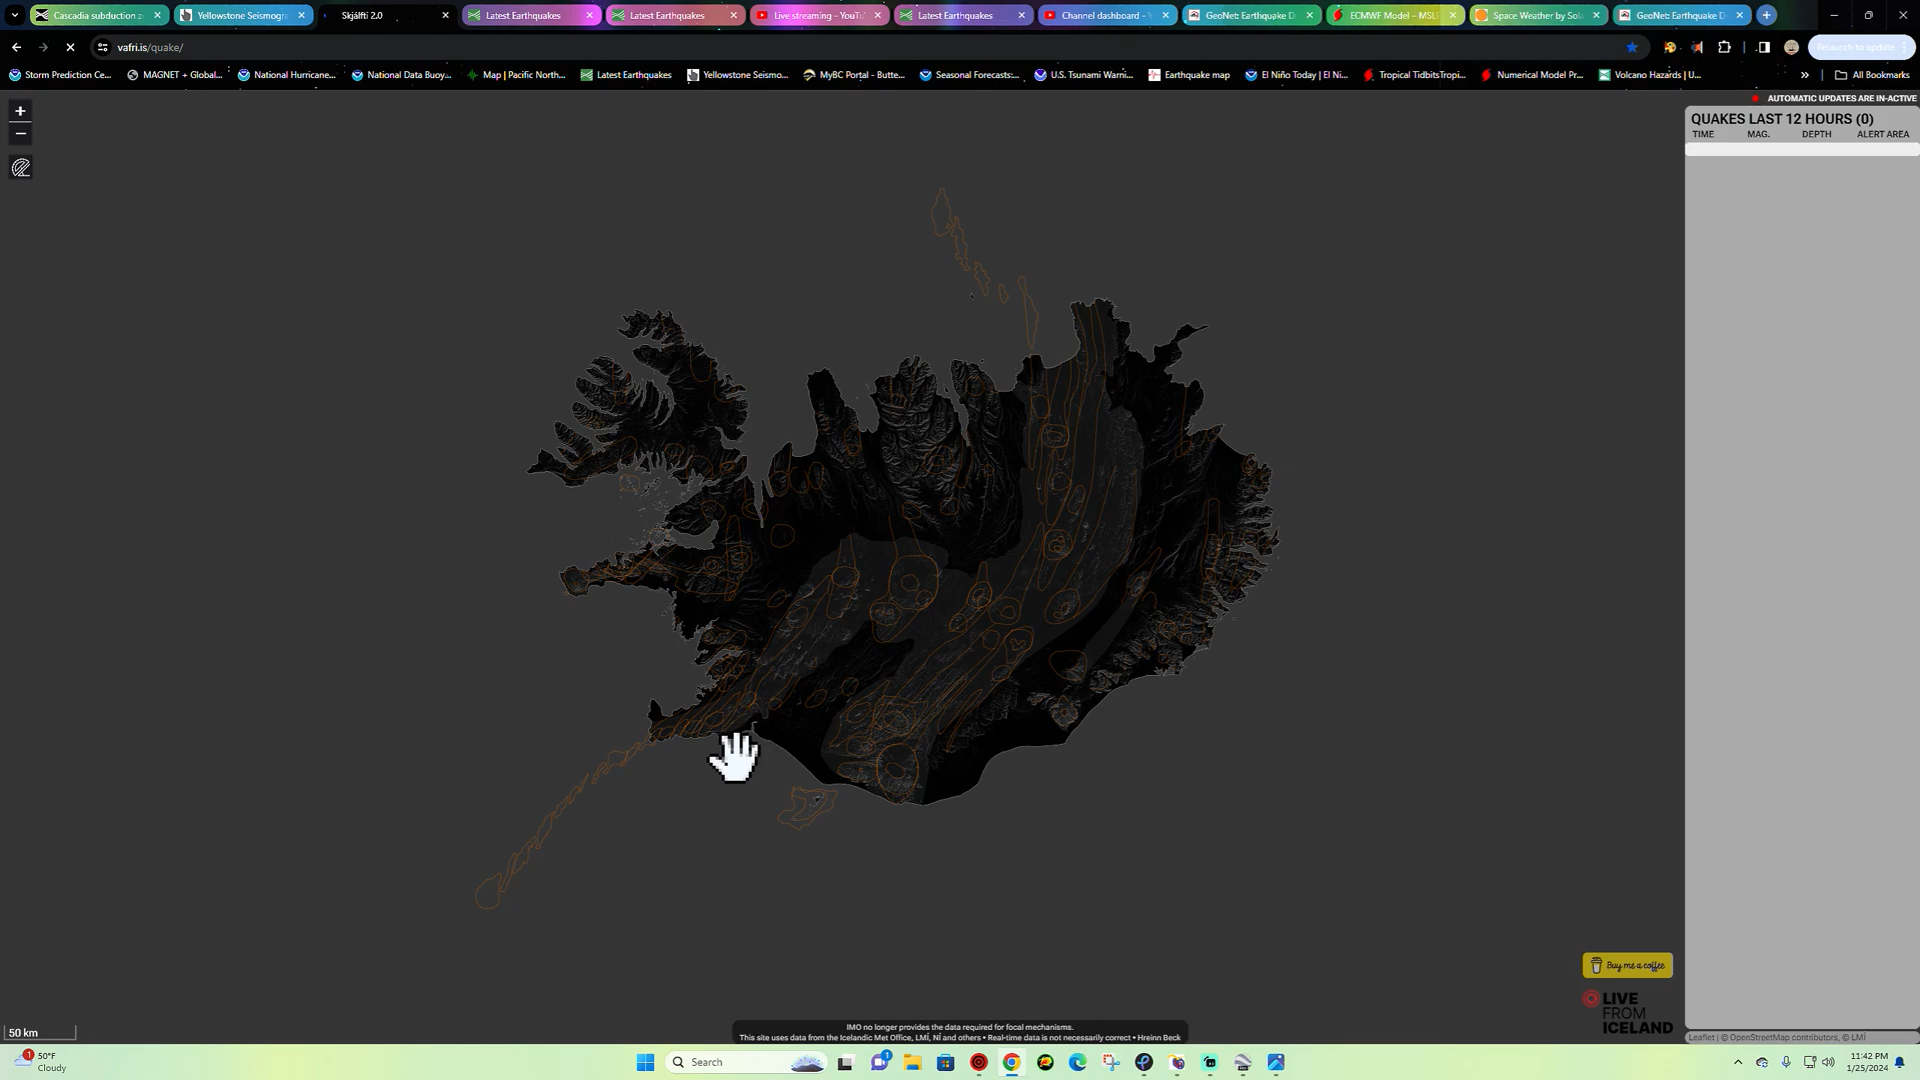 Cascadia subduction z
Yellowstone Seismogr
Skjálfti 2.0
Latest Earthquakes
Latest Earthquakes
Live streaming - YouTu
Latest Earthquakes
Channel dashboard - Y
GeoNet: Earthquake D
ECMWF Model – MSL
Space Weather by Sol
GeoNet: Earthquake D
vafri.is/quake/
Relaunch to update
Storm Prediction Ce...
MAGNET + Global...
National Hurricane...
National Data Buoy...
Map | Pacific North...
Latest Earthquakes
Yellowstone Seismo...
MyBC Portal - Butte...
Seasonal Forecasts:...
U.S. Tsunami Warni...
Earthquake map
El Niño Today | El Ni...
Tropical TidbitsTropi...
Numerical Model Pr...
Volcano Hazards | U...
All Bookmarks
AUTOMATIC UPDATES ARE IN-ACTIVE
QUAKES LAST 12 HOURS (0)
TIME MAG. DEPTH ALERT AREA
Buy me a coffee
LIVE
FROM
ICELAND
50 km
IMO no longer provides the data required for focal mechanisms.
This site uses data from the Icelandic Met Office, LMÍ, NÍ and others • Real-time data is not necessarily correct • Hreinn Beck
Leaflet | © OpenStreetMap contributors, © LMÍ
50°F
Cloudy
Search
11:42 PM
1/25/2024